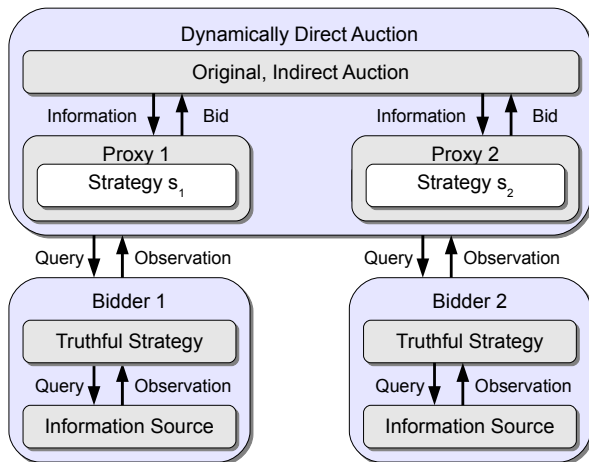 Dynamically Direct Auction
Original, Indirect Auction
Information Bid Information Bid
Proxy 1 Proxy 2
Strategy s1 Strategy s2
Query Observation Query Observation
Bidder 1 Bidder 2
Truthful Strategy Truthful Strategy
Query Observation Query Observation
Information Source Information Source